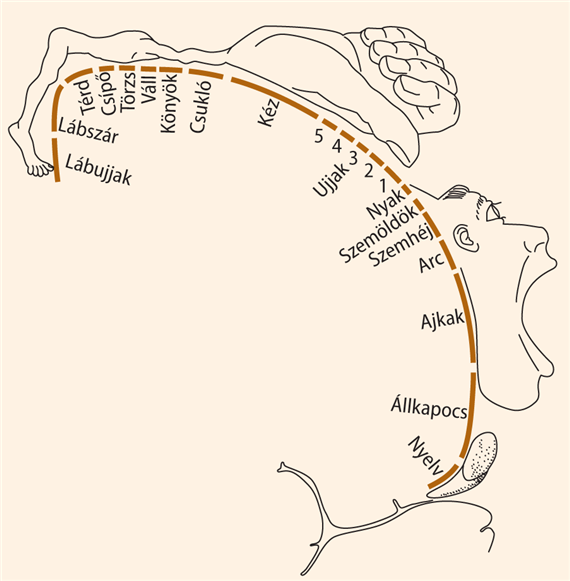 Lábujjak
Lábszár
Térd
Csípő
Törzs
Váll
Könyök
Csukló
Kéz
5
4
3
2
1
Ujjak
Nyak
Szemöldök
Szemhéj
Arc
Ajkak
Állkapocs
Nyelv